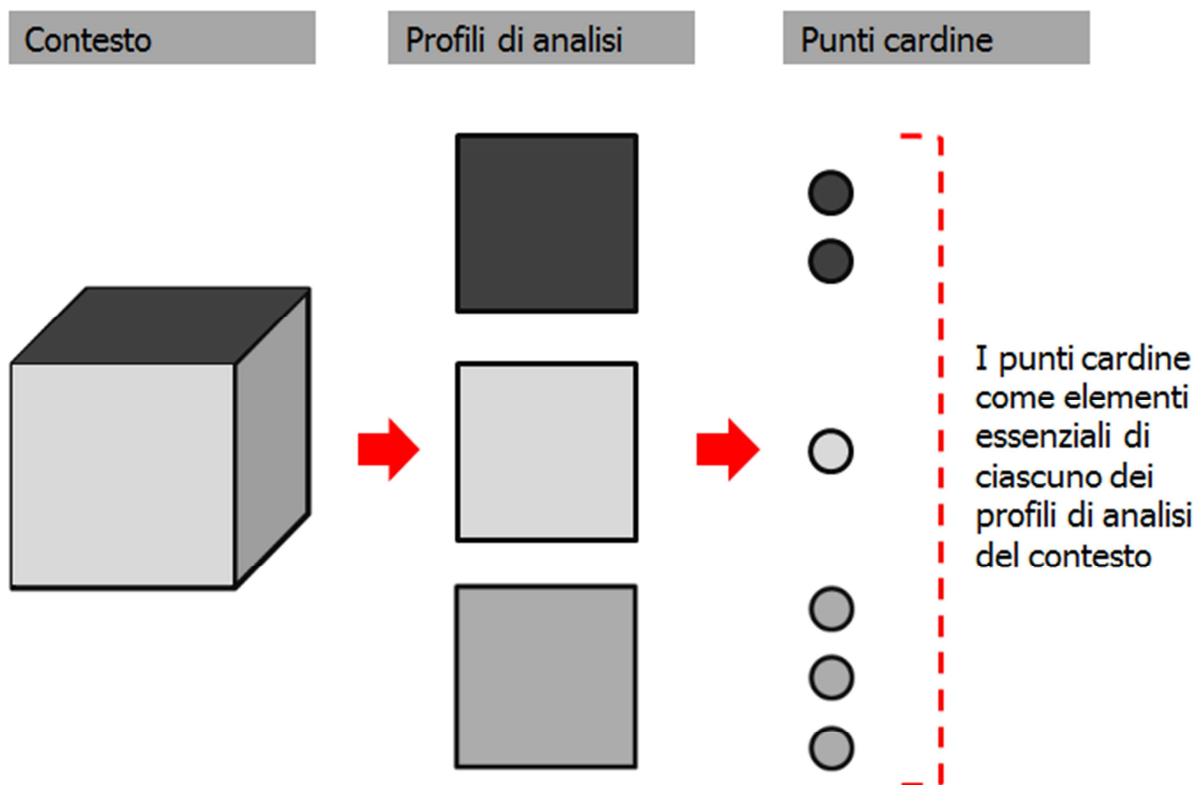 Contesto
Profili di analisi
Punti cardine
I punti cardine
come elementi
essenziali di
ciascuno dei
profili di analisi
del contesto